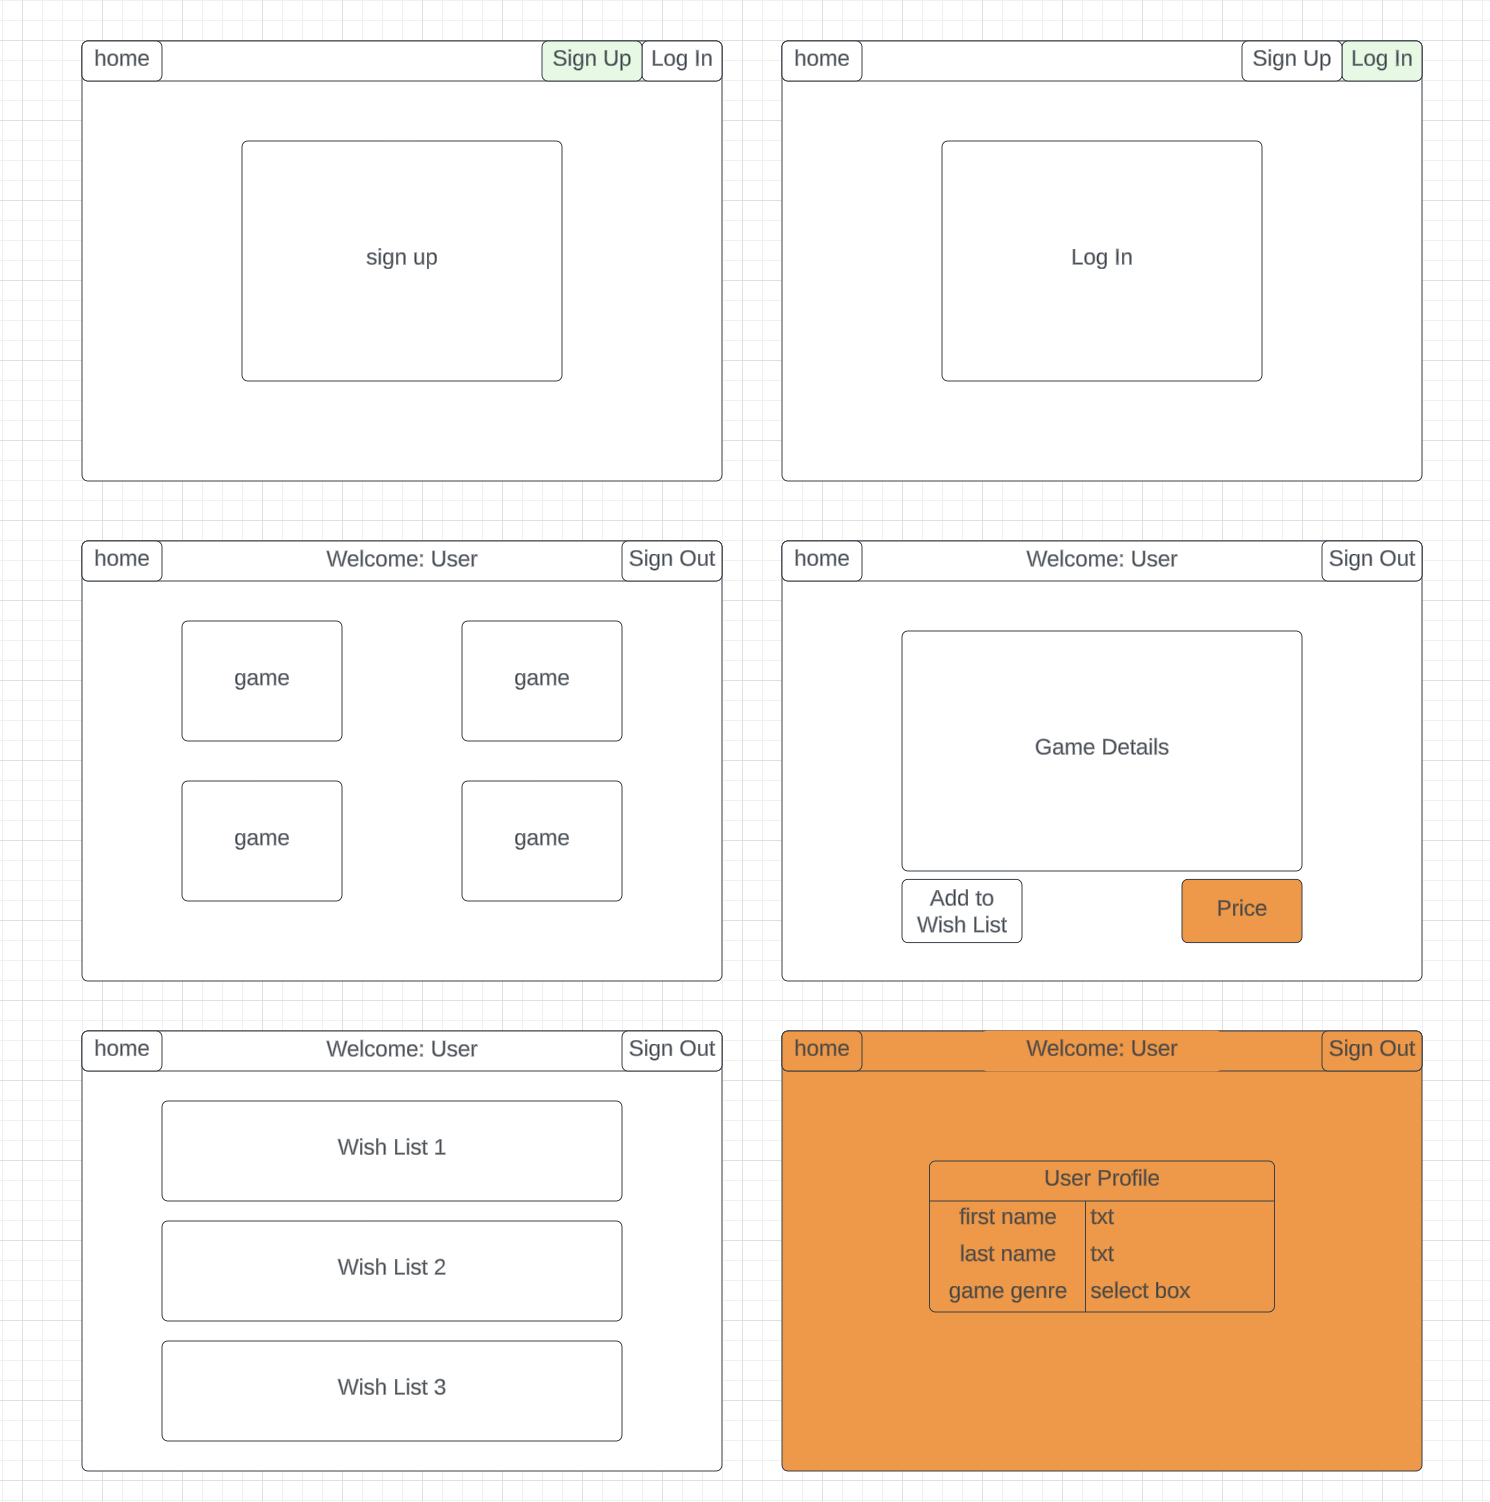 home
Sign Up
Log In
sign up
home
Sign Up
Log In
Log In
home
Welcome: User
Sign Out
game
game
game
game
home
Welcome: User
Sign Out
Game Details
Add to
Wish List
Price
home
Welcome: User
Sign Out
Wish List 1
Wish List 2
Wish List 3
home
Welcome: User
Sign Out
User Profile
first name txt
last name txt
game genre select box